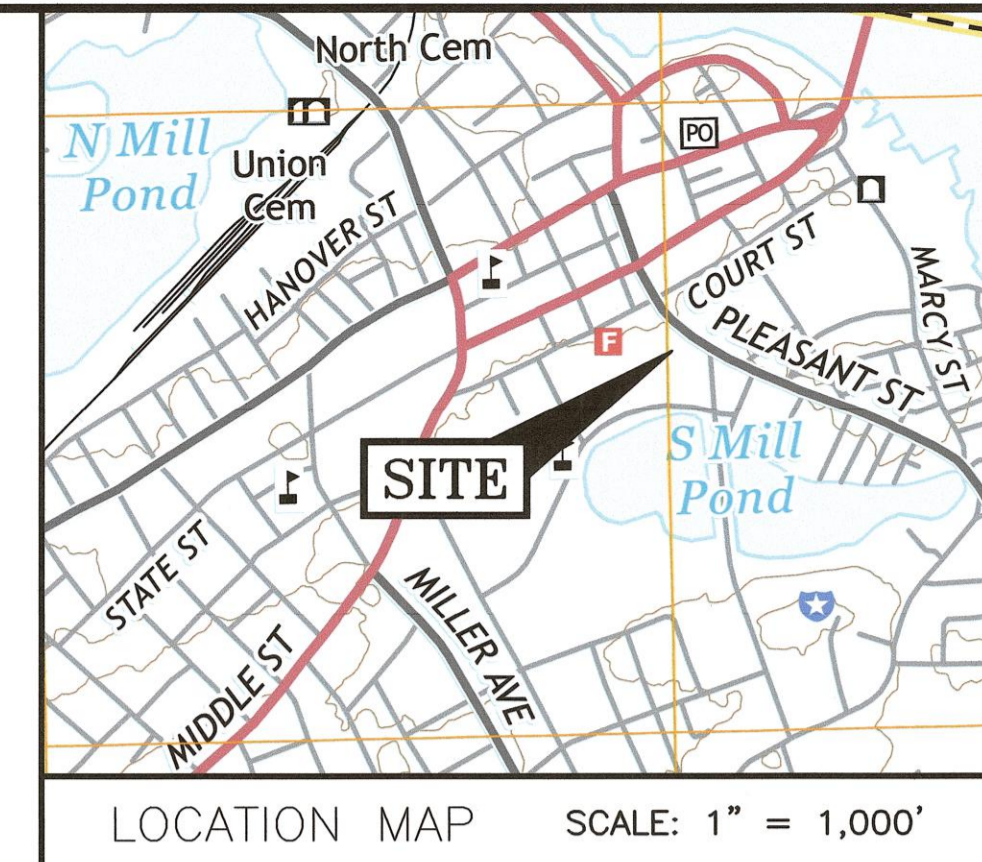 North Cem
N Mill
Pond
Union
Cem
PO
HANOVER ST
COURT ST
MARCY ST
PLEASANT ST
F
S Mill
Pond
SITE
STATE ST
MILLER AVE
MIDDLE ST
LOCATION MAP SCALE: 1" = 1,000'